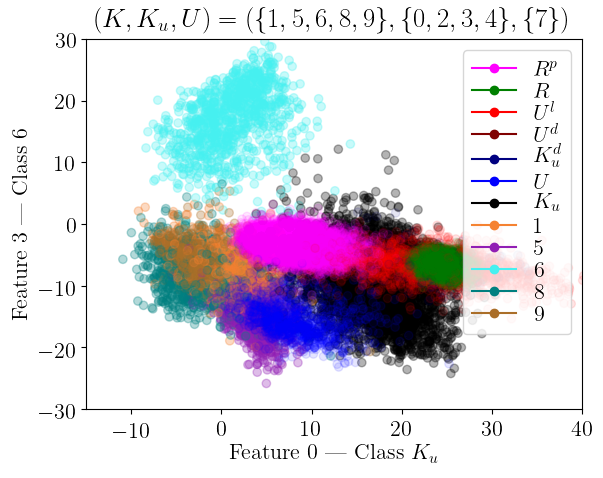 (K, K_u, U) = ({1, 5, 6, 8, 9}, {0, 2, 3, 4}, {7})
30
20
10
0
−10
−20
−30
Feature 3 — Class 6
−10
0
10
20
30
40
Feature 0 — Class K_u
R^p
R
U^l
U^d
K_u^d
U
K_u
1
5
6
8
9